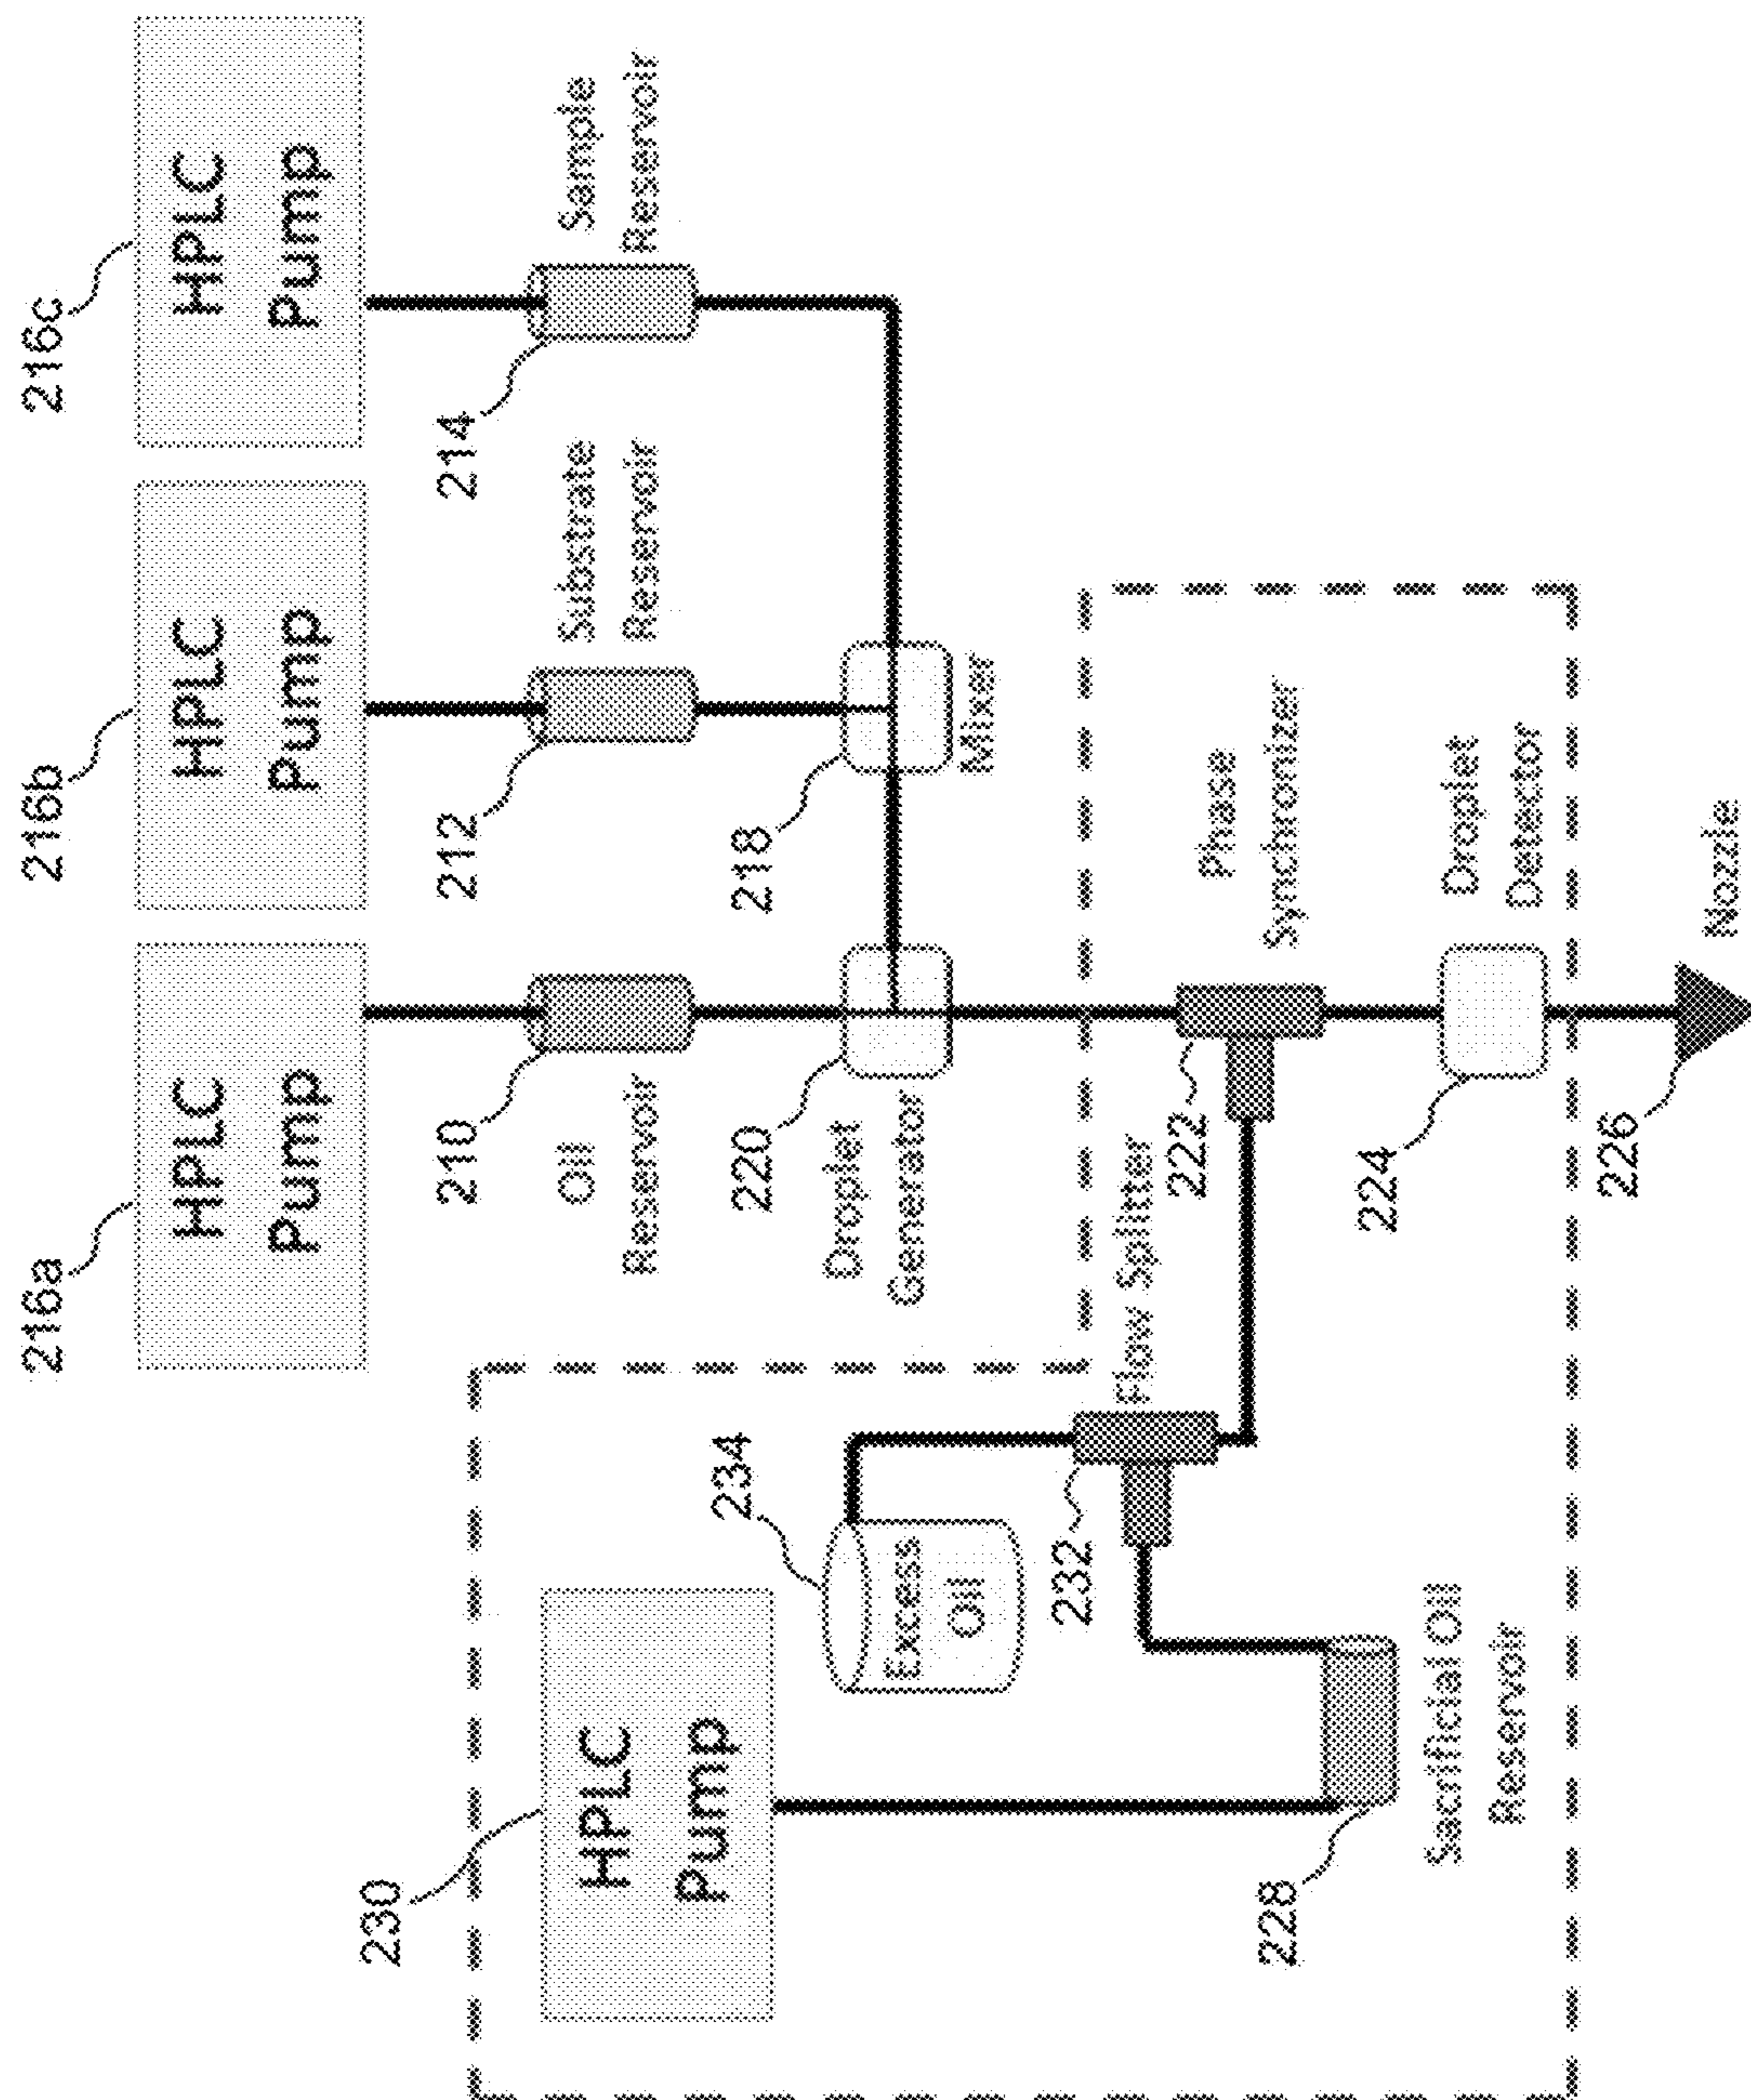 216a
216b
216c
HPLC
Pump
HPLC
Pump
HPLC
Pump
210
Oil
Reservoir
212
Substrate
Reservoir
214
Sample
Reservoir
220
Droplet
Generator
218
Mixer
230
HPLC
Pump
234
Excess
Oil
232
Flow Splitter
222
Phase
Synchronizer
228
Sacrificial Oil
Reservoir
224
Droplet
Detector
226
Nozzle